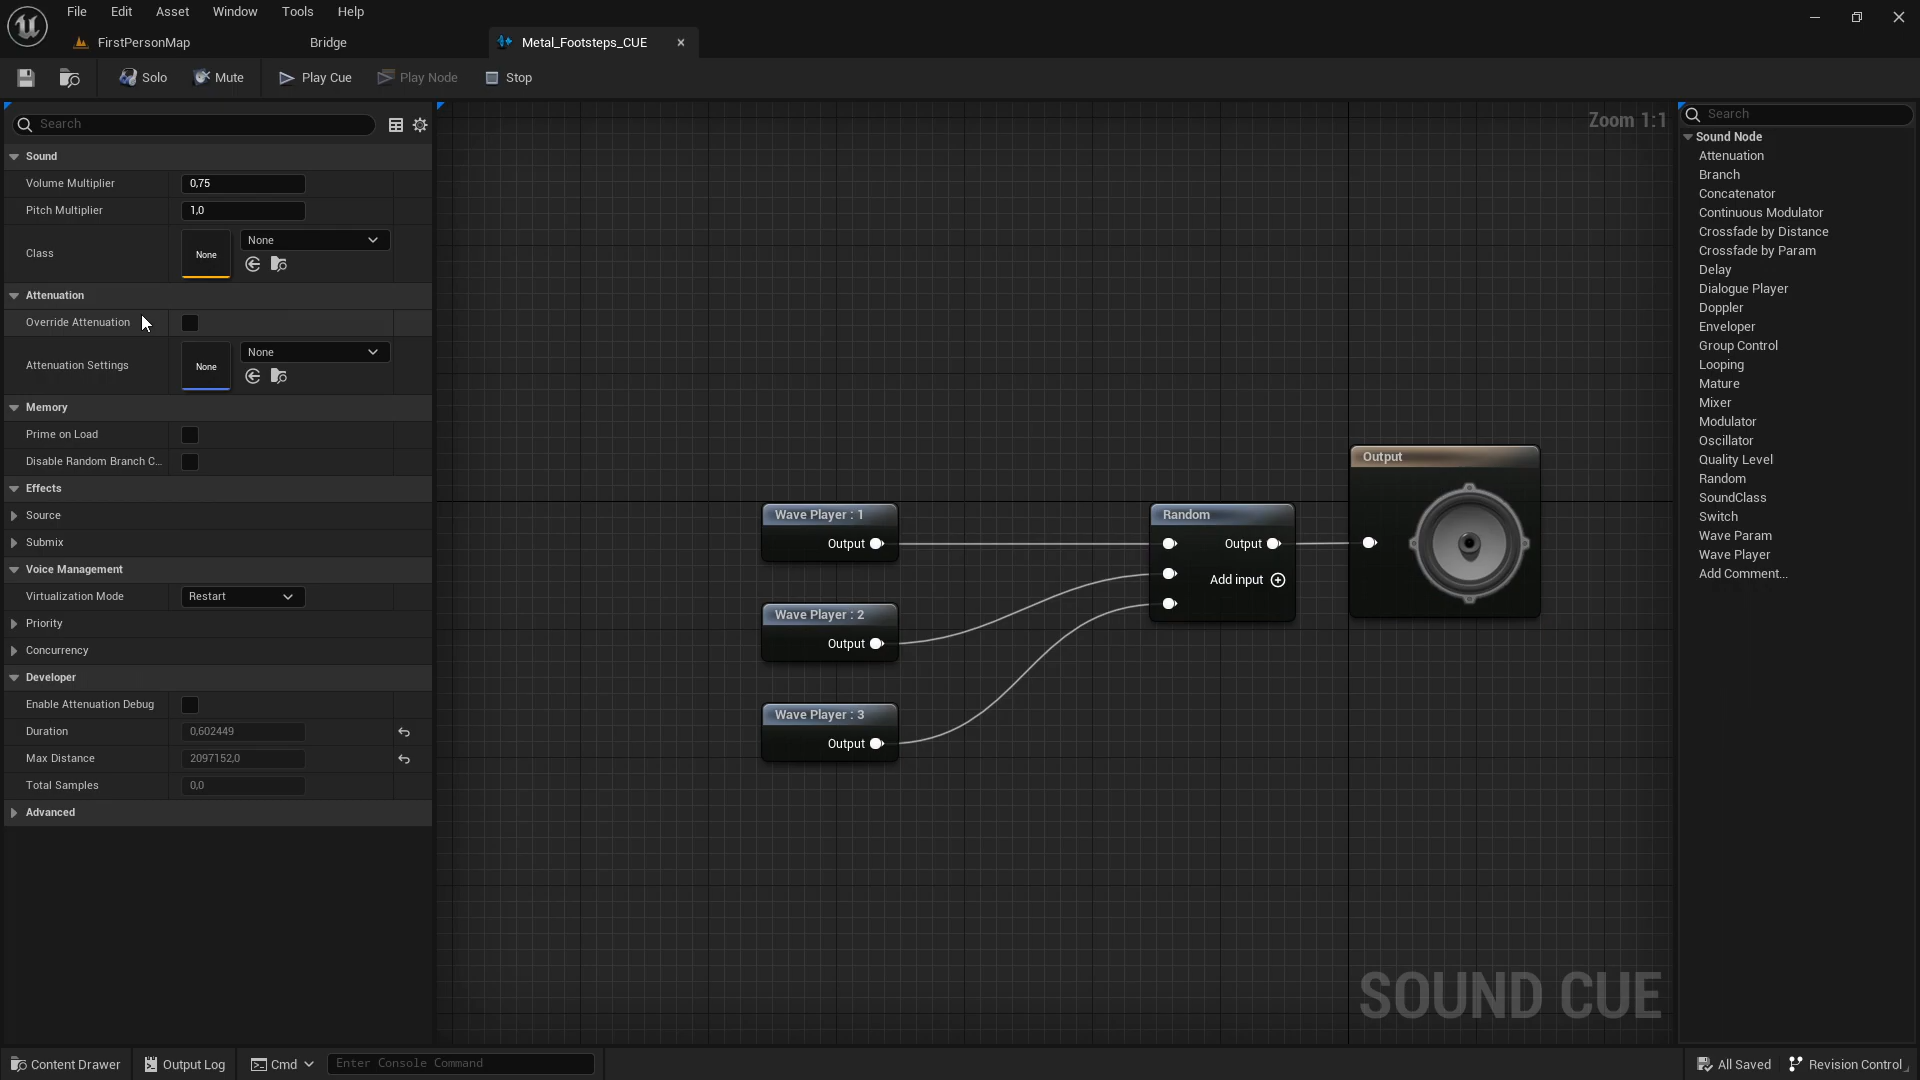 File Edit Asset Window Tools Help
FirstPersonMap Bridge Metal_Footsteps_CUE
Solo Mute Play Cue Play Node Stop
Search
Sound
Volume Multiplier 0,75
Pitch Multiplier 1,0
Class None None
Attenuation
Override Attenuation
Attenuation Settings None None
Memory
Prime on Load
Disable Random Branch C...
Effects
Source
Submix
Voice Management
Virtualization Mode Restart
Priority
Concurrency
Developer
Enable Attenuation Debug
Duration 0,602449
Max Distance 2097152,0
Total Samples 0,0
Advanced
Zoom 1:1
Wave Player : 1
Output
Wave Player : 2
Output
Wave Player : 3
Output
Random
Output
Add input
Output
SOUND CUE
Search
Sound Node
Attenuation
Branch
Concatenator
Continuous Modulator
Crossfade by Distance
Crossfade by Param
Delay
Dialogue Player
Doppler
Enveloper
Group Control
Looping
Mature
Mixer
Modulator
Oscillator
Quality Level
Random
SoundClass
Switch
Wave Param
Wave Player
Add Comment...
Content Drawer Output Log Cmd Enter Console Command All Saved Revision Control